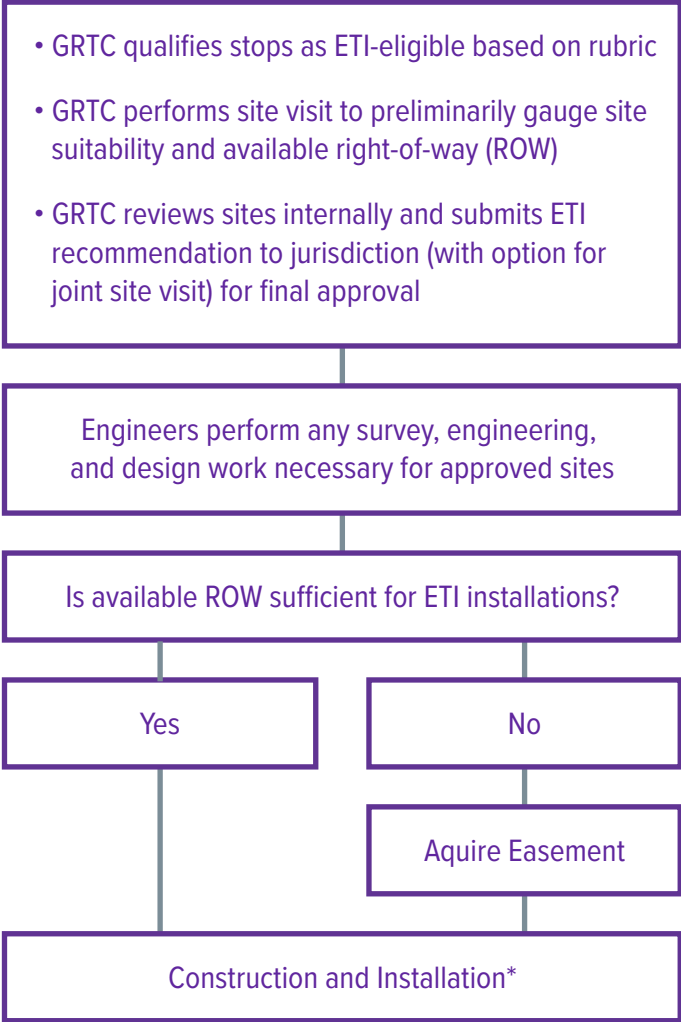 • GRTC qualifies stops as ETI-eligible based on rubric
• GRTC performs site visit to preliminarily gauge site
suitability and available right-of-way (ROW)
• GRTC reviews sites internally and submits ETI
recommendation to jurisdiction (with option for
joint site visit) for final approval
Engineers perform any survey, engineering,
and design work necessary for approved sites
Is available ROW sufficient for ETI installations?
Yes
No
Aquire Easement
Construction and Installation*